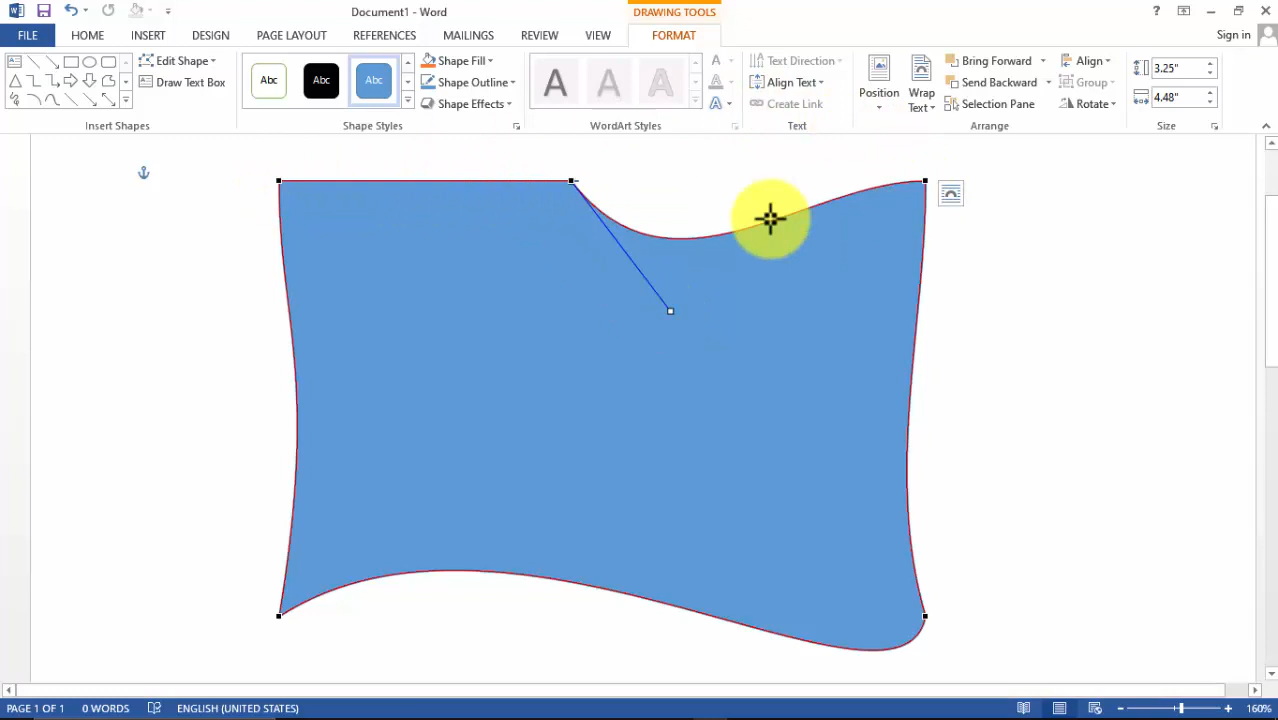 Document1 - Word
DRAWING TOOLS
?
FILE
HOME
INSERT
DESIGN
PAGE LAYOUT
REFERENCES
MAILINGS
REVIEW
VIEW
FORMAT
Sign in
Edit Shape
Draw Text Box
Insert Shapes
Abc
Abc
Abc
Shape Fill
Shape Outline
Shape Effects
Shape Styles
A A A
WordArt Styles
Text Direction
Align Text
Create Link
Text
Position
Wrap
Text
Bring Forward
Send Backward
Selection Pane
Align
Group
Rotate
Arrange
3.25"
4.48"
Size
PAGE 1 OF 1
0 WORDS
ENGLISH (UNITED STATES)
160%